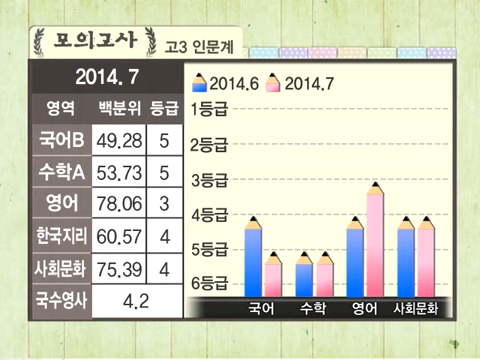 모의고사 고3 인문계
2014. 7
영역 백분위 등급
국어B 49.28 5
수학A 53.73 5
영어 78.06 3
한국지리 60.57 4
사회문화 75.39 4
국수영사 4.2
2014.6 2014.7
1등급
2등급
3등급
4등급
5등급
6등급
국어 수학 영어 사회문화